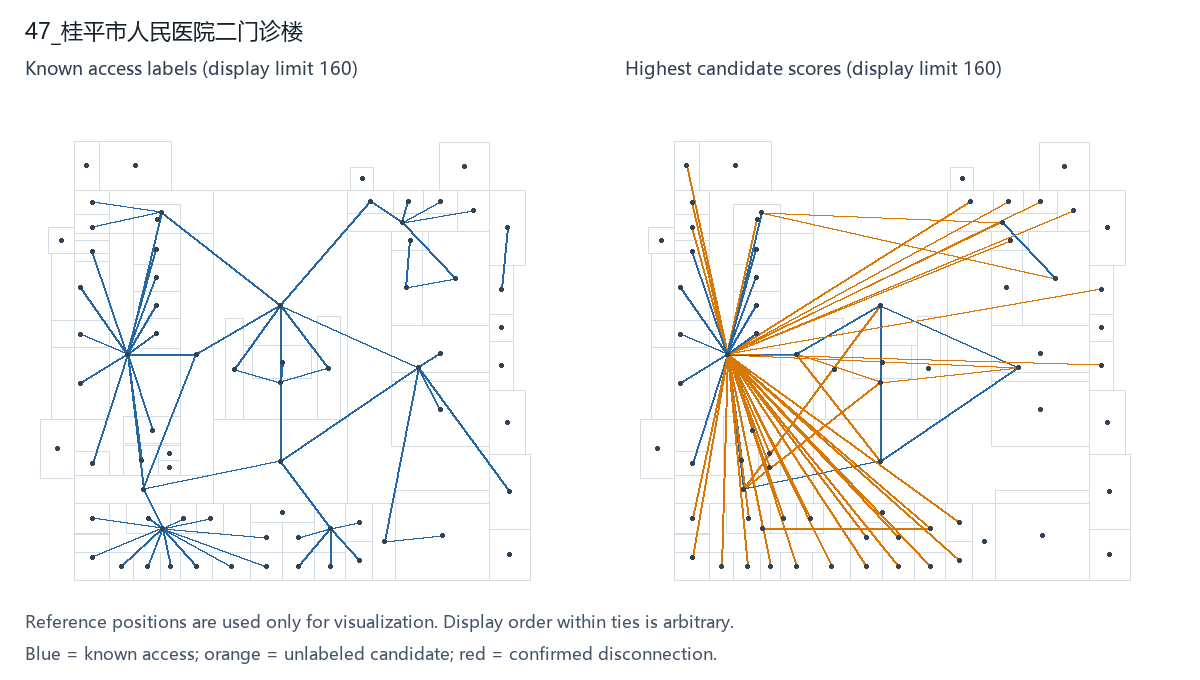 47_桂平市人民医院二门诊楼
Known access labels (display limit 160)
Highest candidate scores (display limit 160)
Reference positions are used only for visualization. Display order within ties is arbitrary.
Blue = known access; orange = unlabeled candidate; red = confirmed disconnection.